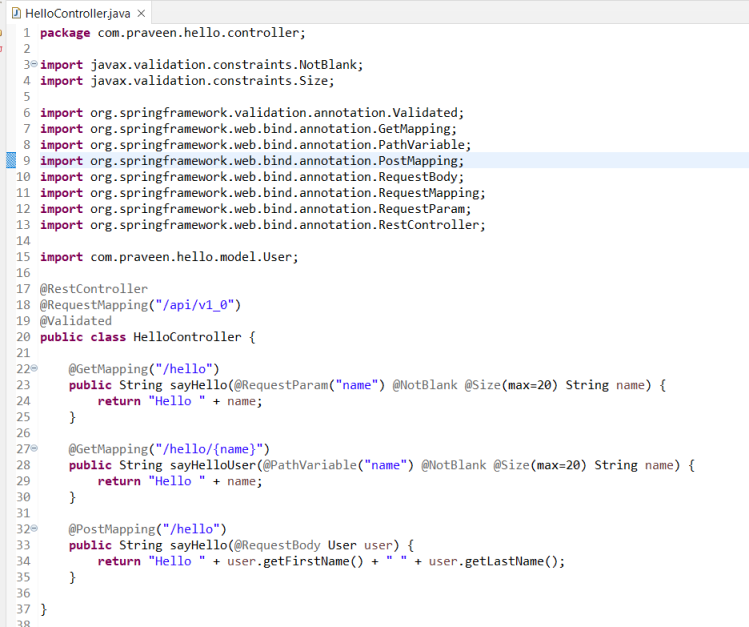 HelloController.java ×
1 package com.praveen.hello.controller;
2
3 import javax.validation.constraints.NotBlank;
4 import javax.validation.constraints.Size;
5
6 import org.springframework.validation.annotation.Validated;
7 import org.springframework.web.bind.annotation.GetMapping;
8 import org.springframework.web.bind.annotation.PathVariable;
9 import org.springframework.web.bind.annotation.PostMapping;
10 import org.springframework.web.bind.annotation.RequestBody;
11 import org.springframework.web.bind.annotation.RequestMapping;
12 import org.springframework.web.bind.annotation.RequestParam;
13 import org.springframework.web.bind.annotation.RestController;
14
15 import com.praveen.hello.model.User;
16
17 @RestController
18 @RequestMapping("/api/v1_0")
19 @Validated
20 public class HelloController {
21
22     @GetMapping("/hello")
23     public String sayHello(@RequestParam("name") @NotBlank @Size(max=20) String name) {
24         return "Hello " + name;
25     }
26
27     @GetMapping("/hello/{name}")
28     public String sayHelloUser(@PathVariable("name") @NotBlank @Size(max=20) String name) {
29         return "Hello " + name;
30     }
31
32     @PostMapping("/hello")
33     public String sayHello(@RequestBody User user) {
34         return "Hello " + user.getFirstName() + " " + user.getLastName();
35     }
36
37 }
38